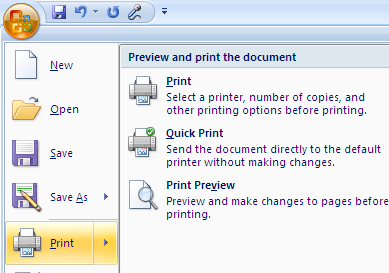 New
Open
Save
Save As
Print
Preview and print the document
Print
Select a printer, number of copies, and
other printing options before printing.
Quick Print
Send the document directly to the default
printer without making changes.
Print Preview
Preview and make changes to pages before
printing.